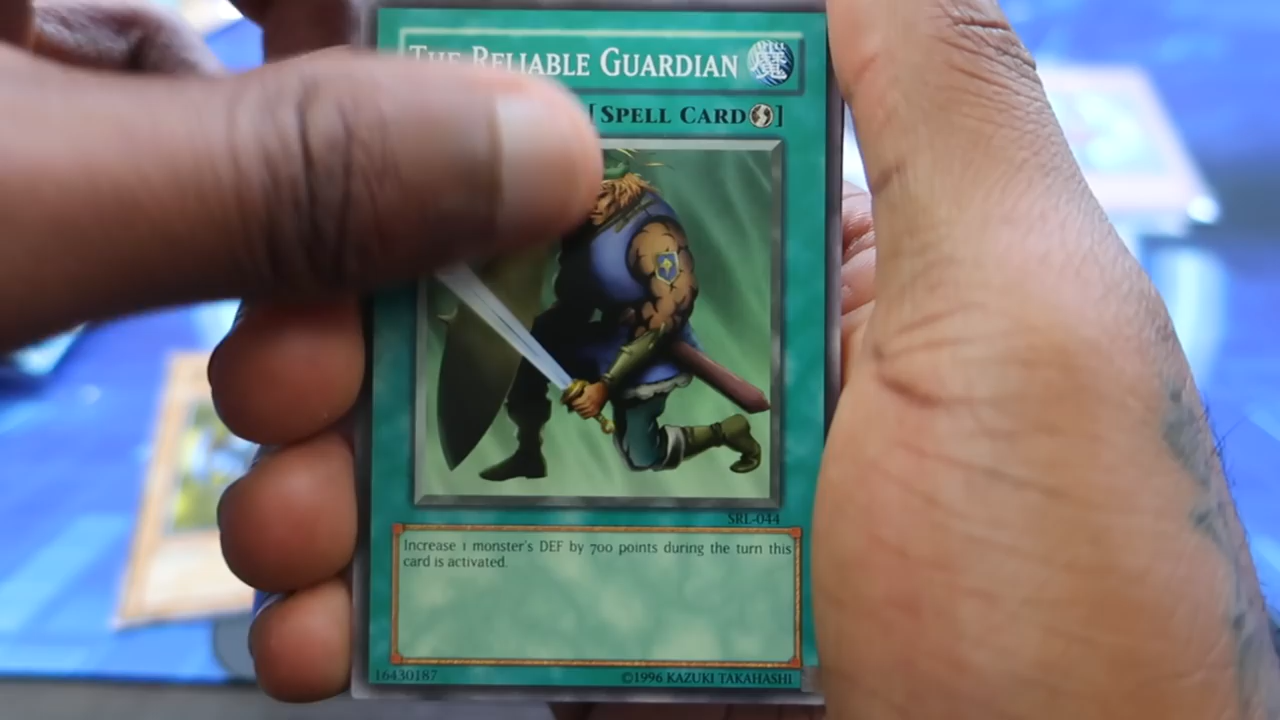 THE RELIABLE GUARDIAN
魔
[SPELL CARD]
SRL-044
Increase 1 monster's DEF by 700 points during the turn this
card is activated.
16430187
©1996 KAZUKI TAKAHASHI